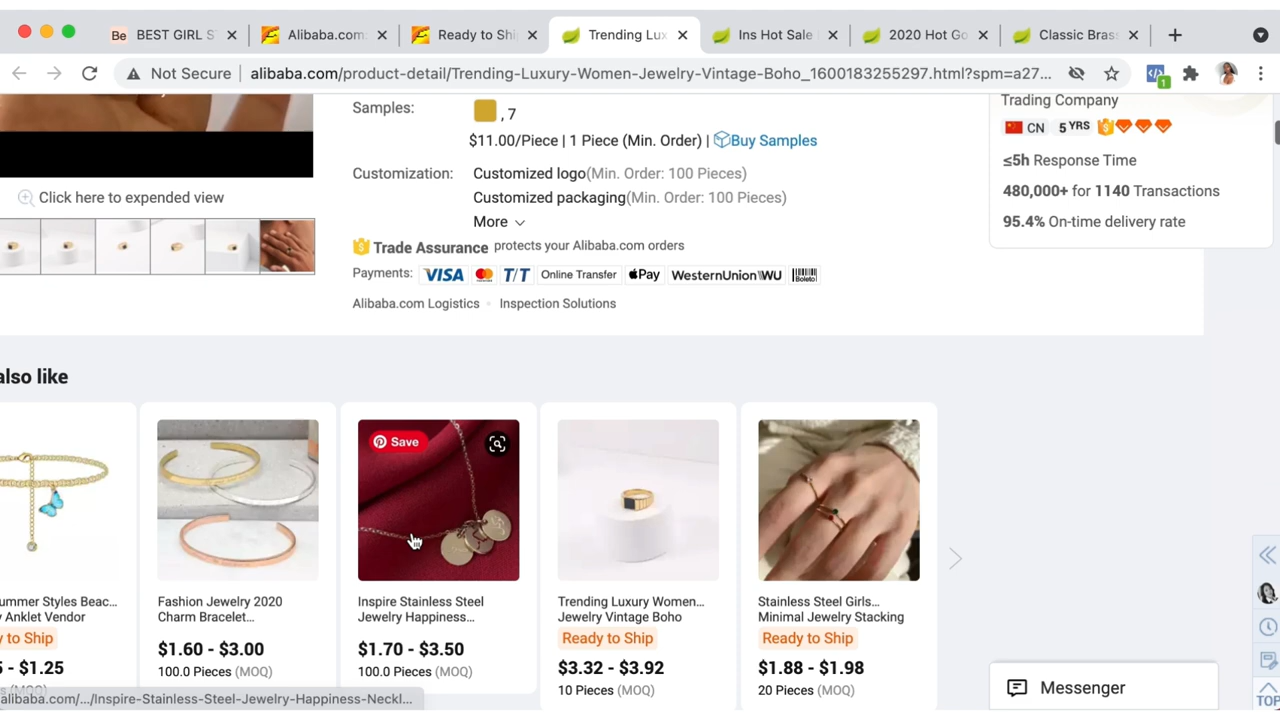 Be BEST GIRL S
Alibaba.com:
Ready to Shi
Trending Lux
Ins Hot Sale
2020 Hot Go
Classic Bras
Not Secure
alibaba.com/product-detail/Trending-Luxury-Women-Jewelry-Vintage-Boho_1600183255297.html?spm=a27...
1
Samples:
, 7
$11.00/Piece | 1 Piece (Min. Order) | Buy Samples
Customization:
Customized logo(Min. Order: 100 Pieces)
Customized packaging(Min. Order: 100 Pieces)
More
Trade Assurance protects your Alibaba.com orders
Payments: VISA T/T Online Transfer Pay WesternUnion WU Boleto
Alibaba.com Logistics Inspection Solutions
Click here to expended view
Trading Company
CN 5 YRS
≤5h Response Time
480,000+ for 1140 Transactions
95.4% On-time delivery rate
also like
Save
ummer Styles Beac...
Anklet Vendor
y to Ship
5 - $1.25
(MOQ)
Fashion Jewelry 2020
Charm Bracelet...
$1.60 - $3.00
100.0 Pieces (MOQ)
Inspire Stainless Steel
Jewelry Happiness...
$1.70 - $3.50
100.0 Pieces (MOQ)
Trending Luxury Women...
Jewelry Vintage Boho
Ready to Ship
$3.32 - $3.92
10 Pieces (MOQ)
Stainless Steel Girls...
Minimal Jewelry Stacking
Ready to Ship
$1.88 - $1.98
20 Pieces (MOQ)
alibaba.com/.../Inspire-Stainless-Steel-Jewelry-Happiness-Neckl...
Messenger
TOP